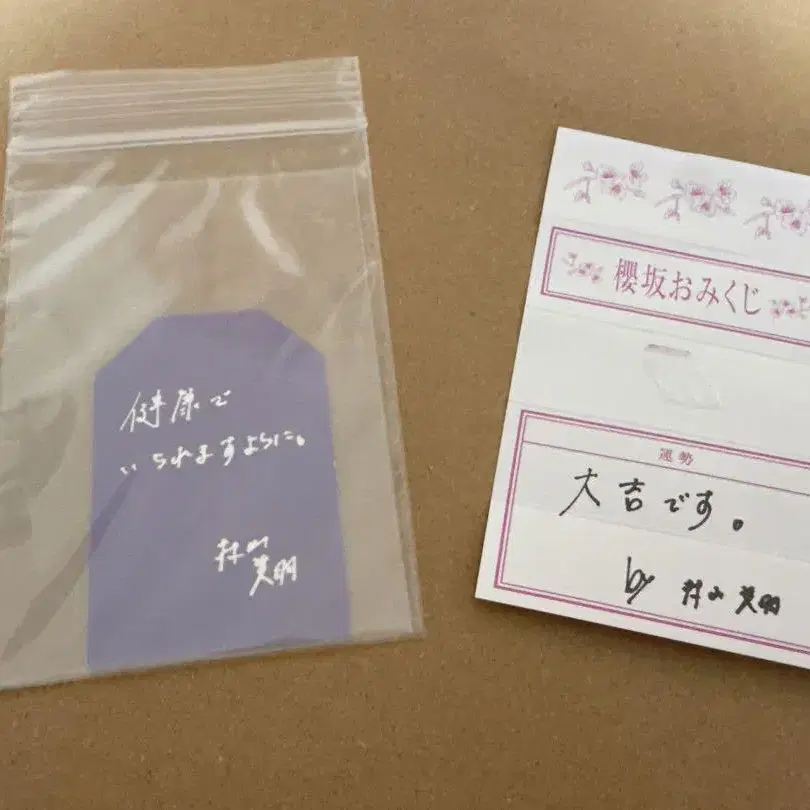 健康で
いられますように。
村山
美羽
櫻坂おみくじ
運勢
大吉です。
by 村山美羽